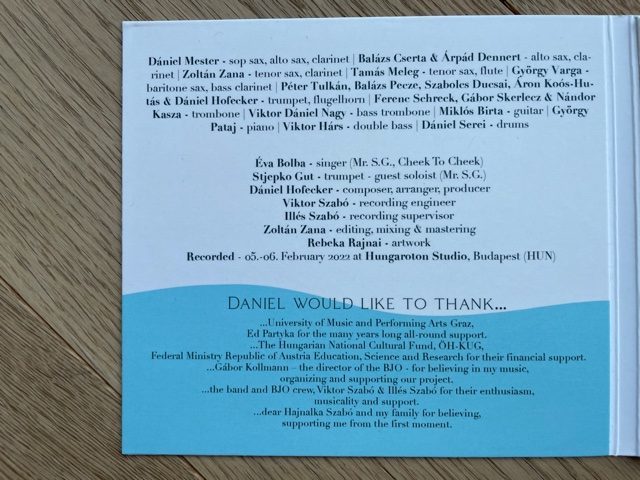 Dániel Mester - sop sax, alto sax, clarinet | Balázs Cserta & Árpád Dennert - alto sax, cla-
rinet | Zoltán Zana - tenor sax, clarinet | Tamás Meleg - tenor sax, flute | György Varga -
baritone sax, bass clarinet | Péter Tulkán, Balázs Pecze, Szabolcs Ducsai, Áron Koós-Hu-
tás & Dániel Hofecker - trumpet, flugelhorn | Ferenc Schreck, Gábor Skerlecz & Nándor
Kasza - trombone | Viktor Dániel Nagy - bass trombone | Miklós Birta - guitar | György
Pataj - piano | Viktor Hárs - double bass | Dániel Serei - drums
Éva Bolba - singer (Mr. S.G., Cheek To Cheek)
Stjepko Gut - trumpet - guest soloist (Mr. S.G.)
Dániel Hofecker - composer, arranger, producer
Viktor Szabó - recording engineer
Illés Szabó - recording supervisor
Zoltán Zana - editing, mixing & mastering
Rebeka Rajnai - artwork
Recorded - 05.-06. February 2022 at Hungaroton Studio, Budapest (HUN)
Daniel would like to thank...
...University of Music and Performing Arts Graz,
Ed Partyka for the many years long all-round support.
...The Hungarian National Cultural Fund, ÖH-KUG,
Federal Ministry Republic of Austria Education, Science and Research for their financial support.
...Gábor Kollmann – the director of the BJO - for believing in my music,
organizing and supporting our project.
...the band and BJO crew, Viktor Szabó & Illés Szabó for their enthusiasm,
musicality and support.
...dear Hajnalka Szabó and my family for believing,
supporting me from the first moment.